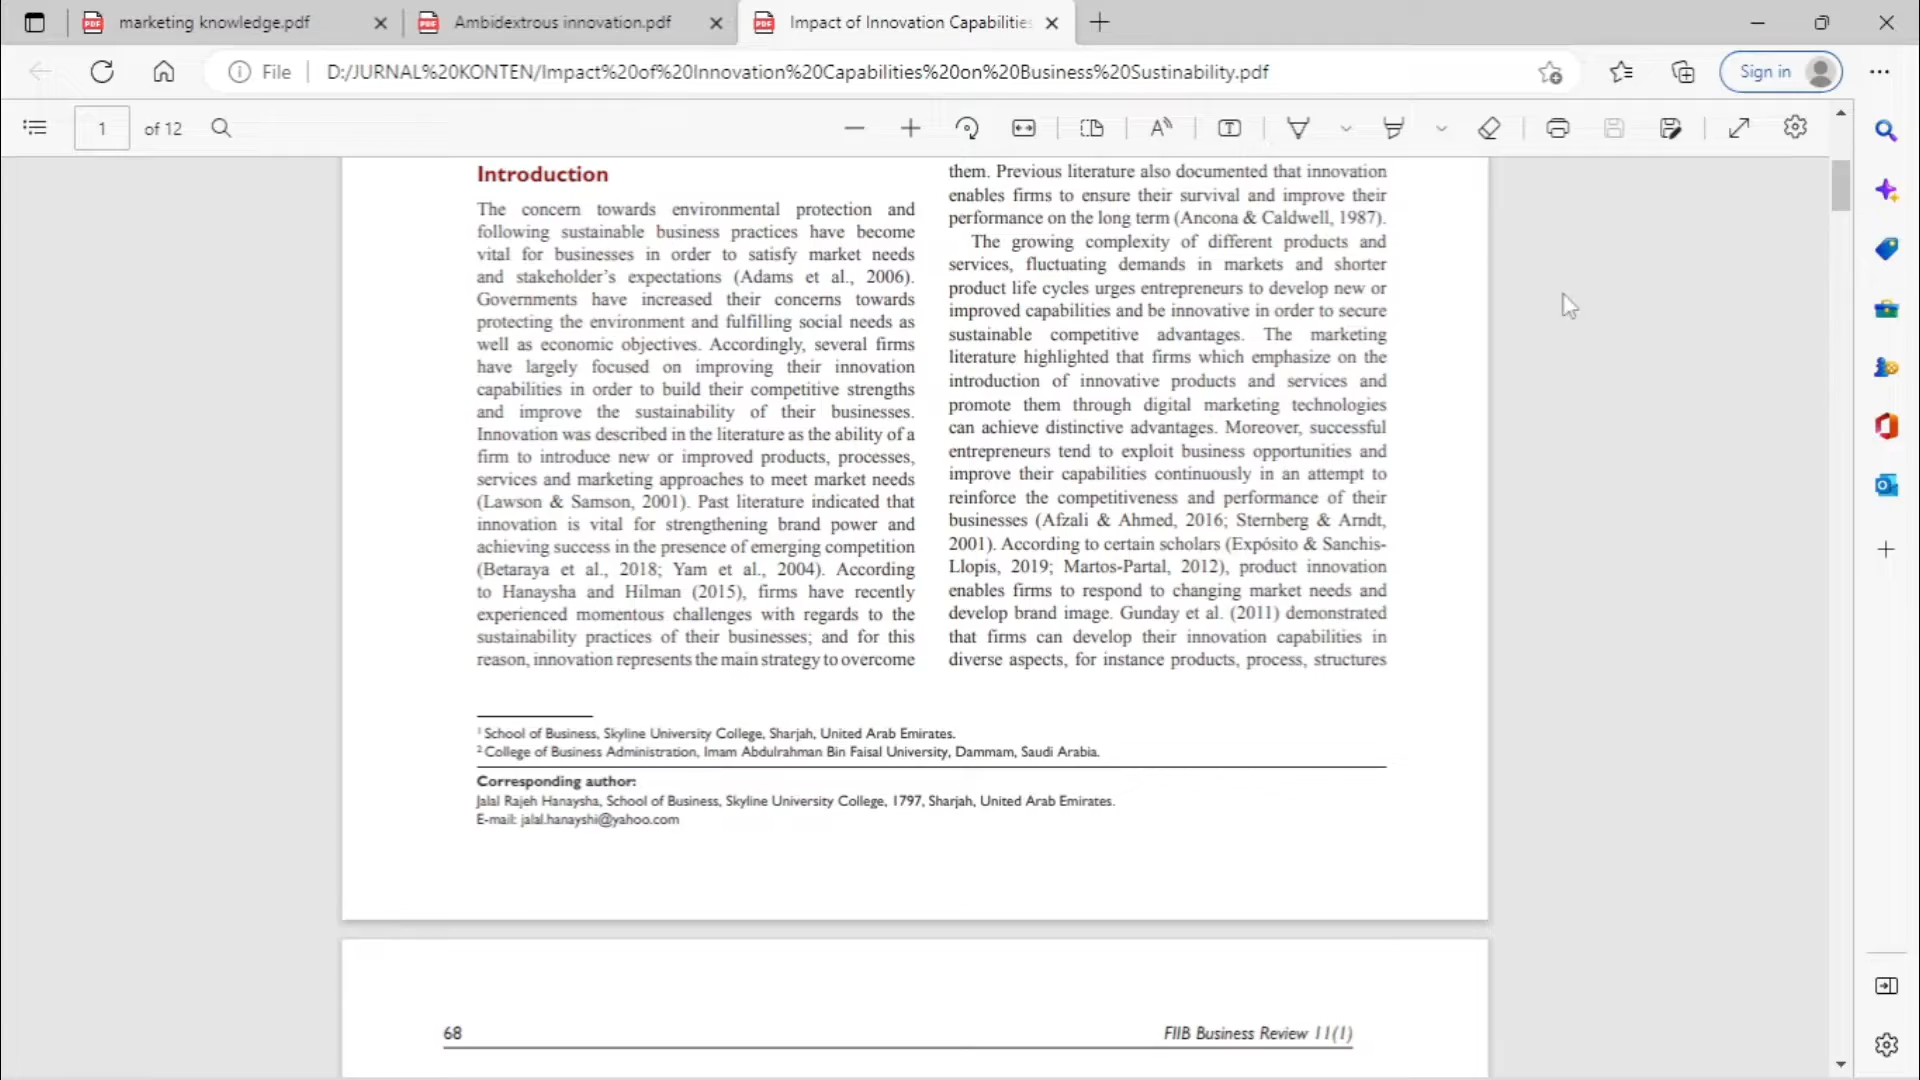 marketing knowledge.pdf
Ambidextrous innovation.pdf
Impact of Innovation Capabilities
File
D:/JURNAL%20KONTEN/Impact%20of%20Innovation%20Capabilities%20on%20Business%20Sustinability.pdf
Sign in
1 of 12
Introduction
The concern towards environmental protection and
following sustainable business practices have become
vital for businesses in order to satisfy market needs
and stakeholder's expectations (Adams et al., 2006).
Governments have increased their concerns towards
protecting the environment and fulfilling social needs as
well as economic objectives. Accordingly, several firms
have largely focused on improving their innovation
capabilities in order to build their competitive strengths
and improve the sustainability of their businesses.
Innovation was described in the literature as the ability of a
firm to introduce new or improved products, processes,
services and marketing approaches to meet market needs
(Lawson & Samson, 2001). Past literature indicated that
innovation is vital for strengthening brand power and
achieving success in the presence of emerging competition
(Betaraya et al., 2018; Yam et al., 2004). According
to Hanaysha and Hilman (2015), firms have recently
experienced momentous challenges with regards to the
sustainability practices of their businesses; and for this
reason, innovation represents the main strategy to overcome
them. Previous literature also documented that innovation
enables firms to ensure their survival and improve their
performance on the long term (Ancona & Caldwell, 1987).
The growing complexity of different products and
services, fluctuating demands in markets and shorter
product life cycles urges entrepreneurs to develop new or
improved capabilities and be innovative in order to secure
sustainable competitive advantages. The marketing
literature highlighted that firms which emphasize on the
introduction of innovative products and services and
promote them through digital marketing technologies
can achieve distinctive advantages. Moreover, successful
entrepreneurs tend to exploit business opportunities and
improve their capabilities continuously in an attempt to
reinforce the competitiveness and performance of their
businesses (Afzali & Ahmed, 2016; Sternberg & Arndt,
2001). According to certain scholars (Expósito & Sanchis-
Llopis, 2019; Martos-Partal, 2012), product innovation
enables firms to respond to changing market needs and
develop brand image. Gunday et al. (2011) demonstrated
that firms can develop their innovation capabilities in
diverse aspects, for instance products, process, structures
1 School of Business, Skyline University College, Sharjah, United Arab Emirates.
2 College of Business Administration, Imam Abdulrahman Bin Faisal University, Dammam, Saudi Arabia.
Corresponding author:
Jalal Rajeh Hanaysha, School of Business, Skyline University College, 1797, Sharjah, United Arab Emirates.
E-mail: jalal.hanayshi@yahoo.com
68
FIIB Business Review 11(1)